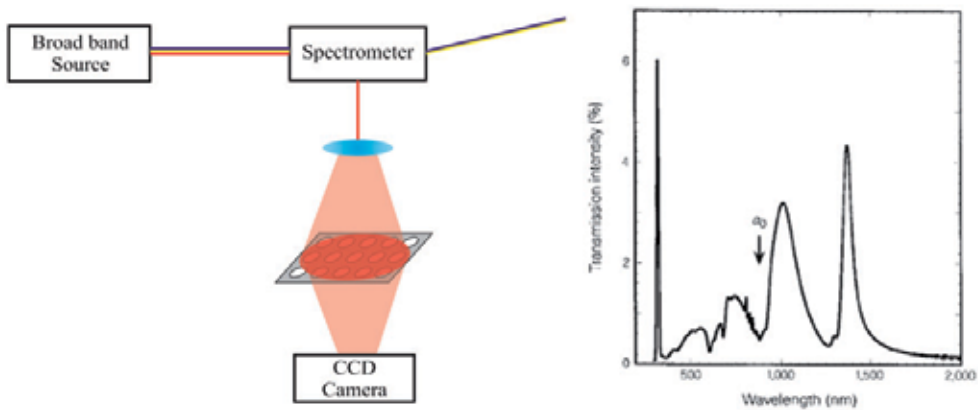 Broad band
Source
Spectrometer
CCD
Camera
Transmission intensity (%)
6
4
2
0
a₀
500
1,000
1,500
2,000
Wavelength (nm)